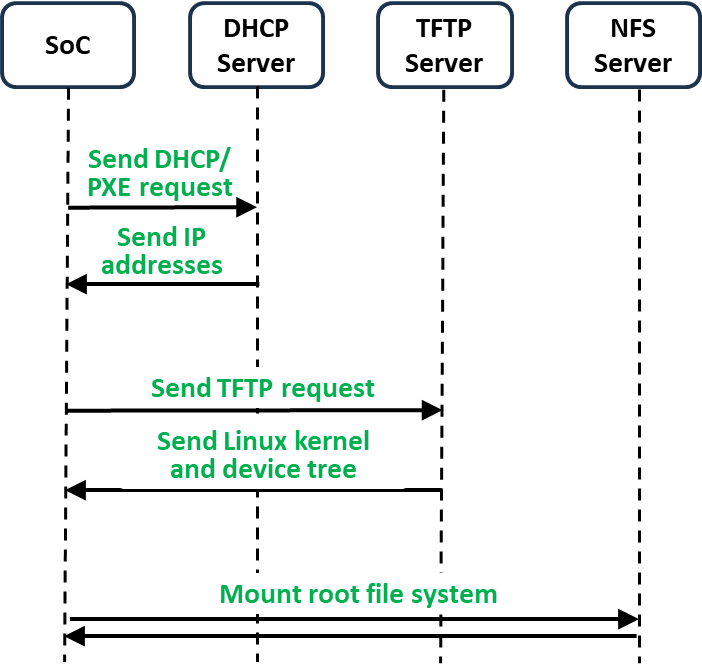 SoC
DHCP
Server
TFTP
Server
NFS
Server
Send DHCP/
PXE request
Send IP
addresses
Send TFTP request
Send Linux kernel
and device tree
Mount root file system